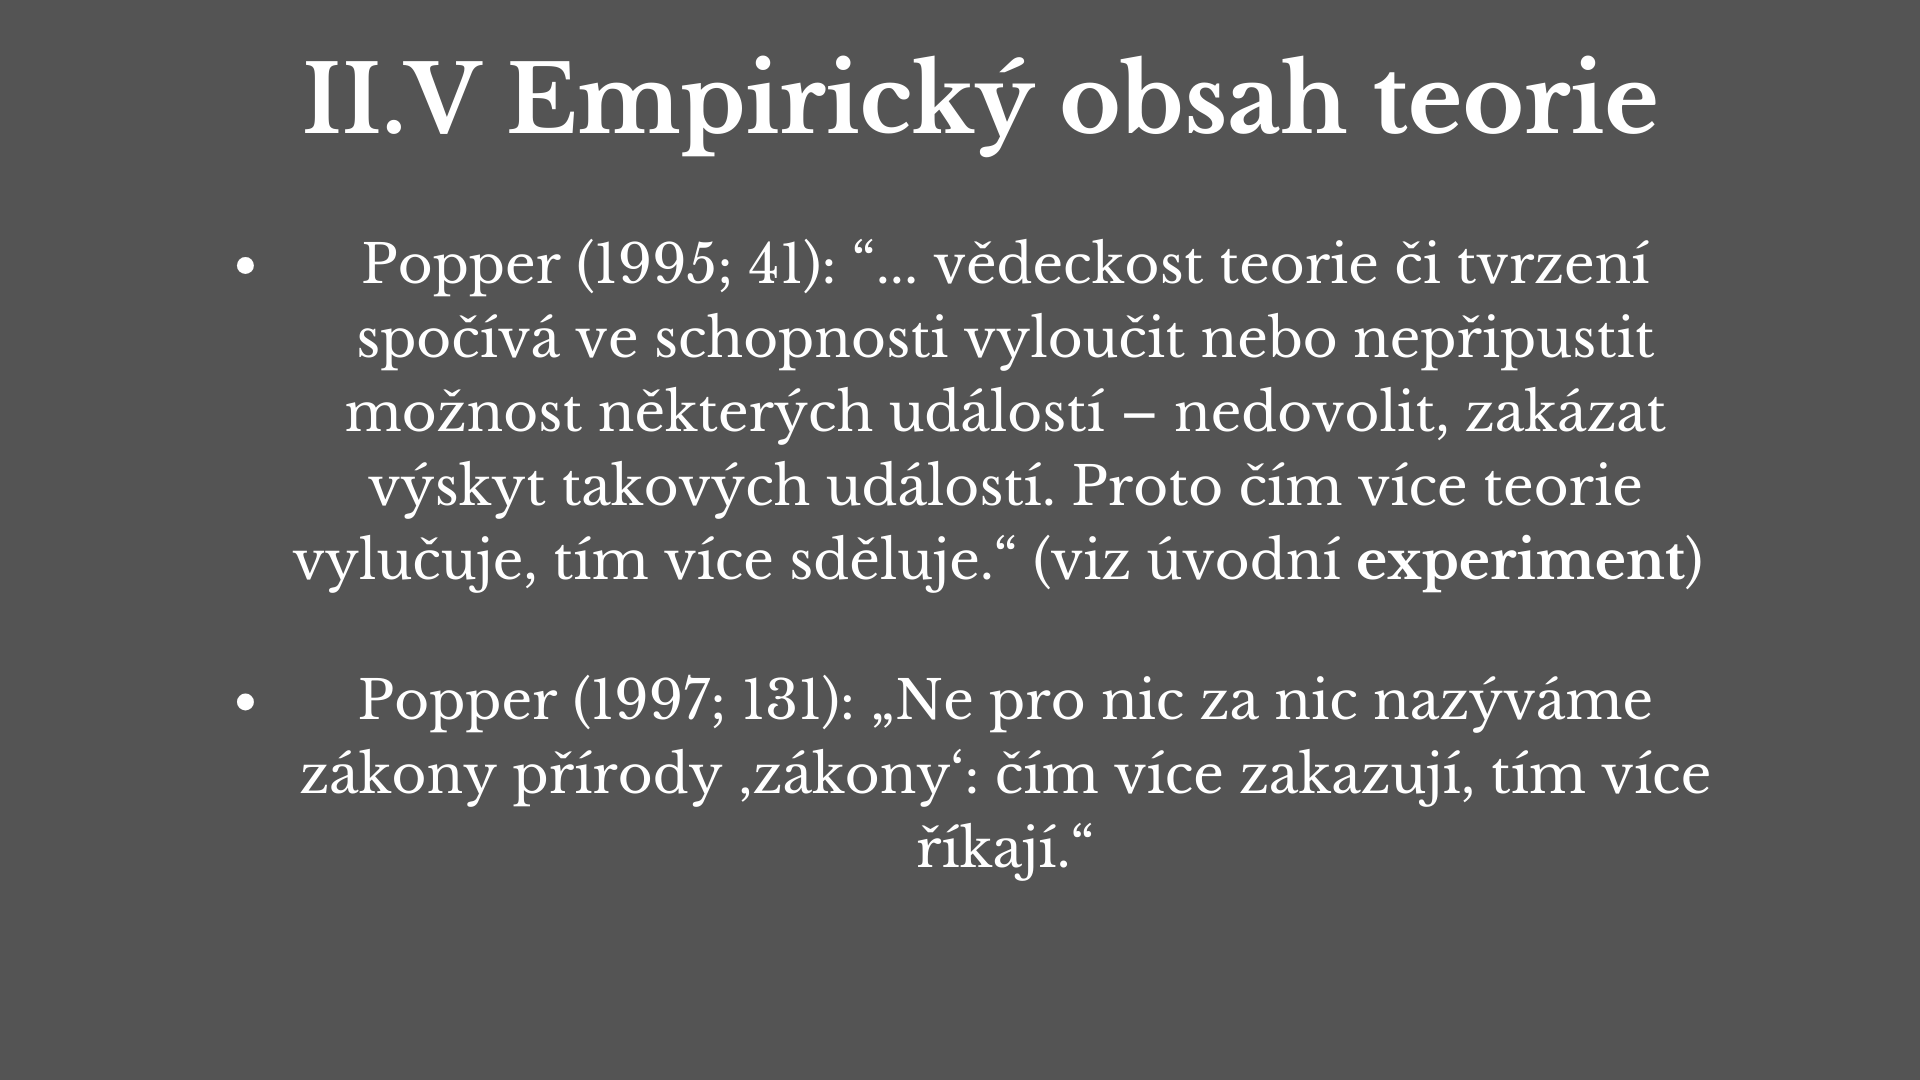 II.V Empirický obsah teorie
• Popper (1995; 41): “... vědeckost teorie či tvrzení
spočívá ve schopnosti vyloučit nebo nepřipustit
možnost některých událostí – nedovolit, zakázat
výskyt takových událostí. Proto čím více teorie
vylučuje, tím více sděluje.“ (viz úvodní experiment)
• Popper (1997; 131): „Ne pro nic za nic nazýváme
zákony přírody ‚zákony‘: čím více zakazují, tím více
říkají.“